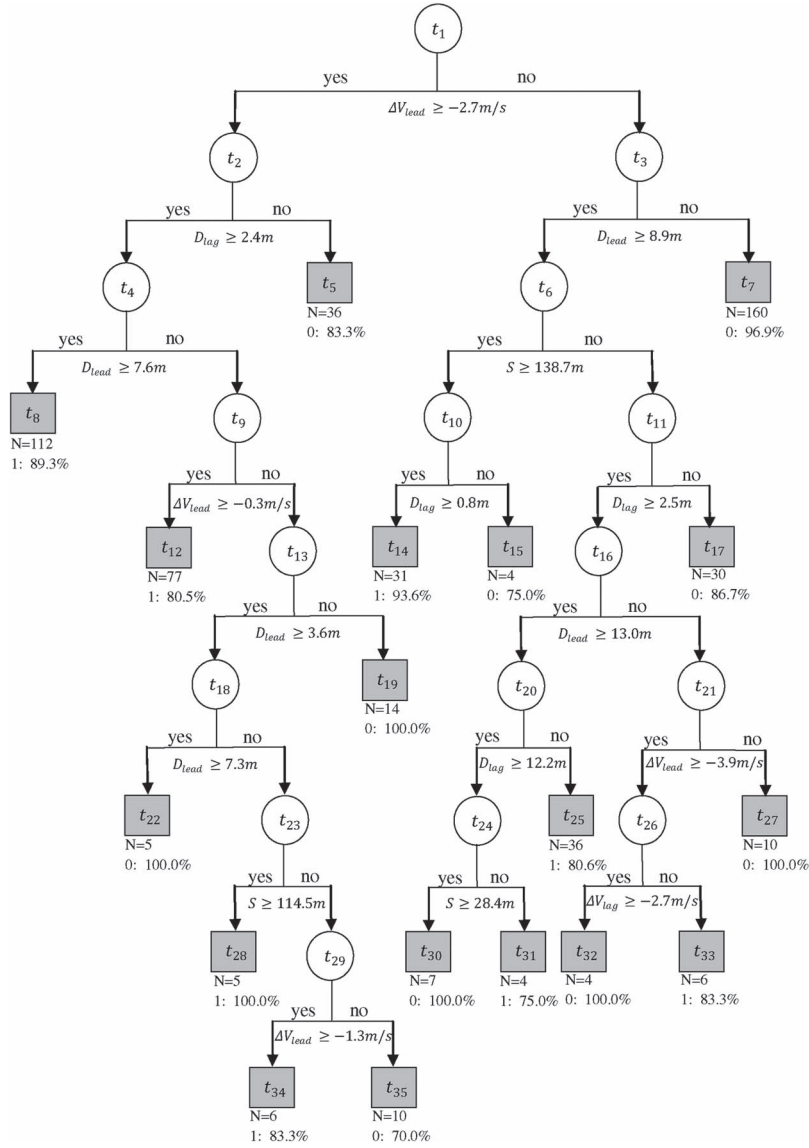 t₁
yes no
ΔV_lead ≥ −2.7m/s
t₂ t₃
yes no yes no
D_lag ≥ 2.4m D_lead ≥ 8.9m
t₄ t₅ t₆ t₇
N=36 N=160
0: 83.3% 0: 96.9%
yes no yes no
D_lead ≥ 7.6m S ≥ 138.7m
t₈ t₉ t₁₀ t₁₁
N=112
1: 89.3%
yes no yes no yes no
ΔV_lead ≥ −0.3m/s D_lag ≥ 0.8m D_lag ≥ 2.5m
t₁₂ t₁₃ t₁₄ t₁₅ t₁₆ t₁₇
N=77 N=31 N=4 N=30
1: 80.5% 1: 93.6% 0: 75.0% 0: 86.7%
yes no yes no
D_lead ≥ 3.6m D_lead ≥ 13.0m
t₁₈ t₁₉ t₂₀ t₂₁
N=14
0: 100.0%
yes no yes no yes no
D_lead ≥ 7.3m D_lag ≥ 12.2m ΔV_lead ≥ −3.9m/s
t₂₂ t₂₃ t₂₄ t₂₅ t₂₆ t₂₇
N=5 N=36 N=10
0: 100.0% 1: 80.6% 0: 100.0%
yes no yes no yes no
S ≥ 114.5m S ≥ 28.4m ΔV_lag ≥ −2.7m/s
t₂₈ t₂₉ t₃₀ t₃₁ t₃₂ t₃₃
N=5 N=7 N=4 N=4 N=6
1: 100.0% 0: 100.0% 1: 75.0% 0: 100.0% 1: 83.3%
yes no
ΔV_lead ≥ −1.3m/s
t₃₄ t₃₅
N=6 N=10
1: 83.3% 0: 70.0%